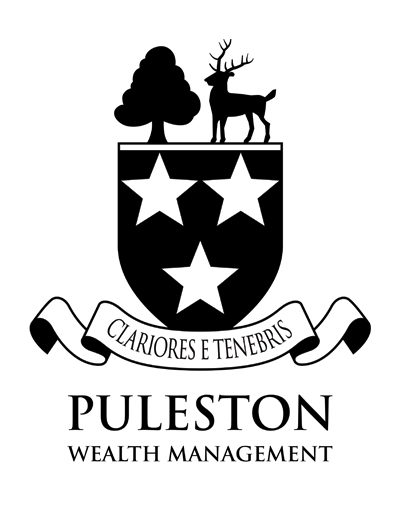 CLARIORES E TENEBRIS
PULESTON
WEALTH MANAGEMENT